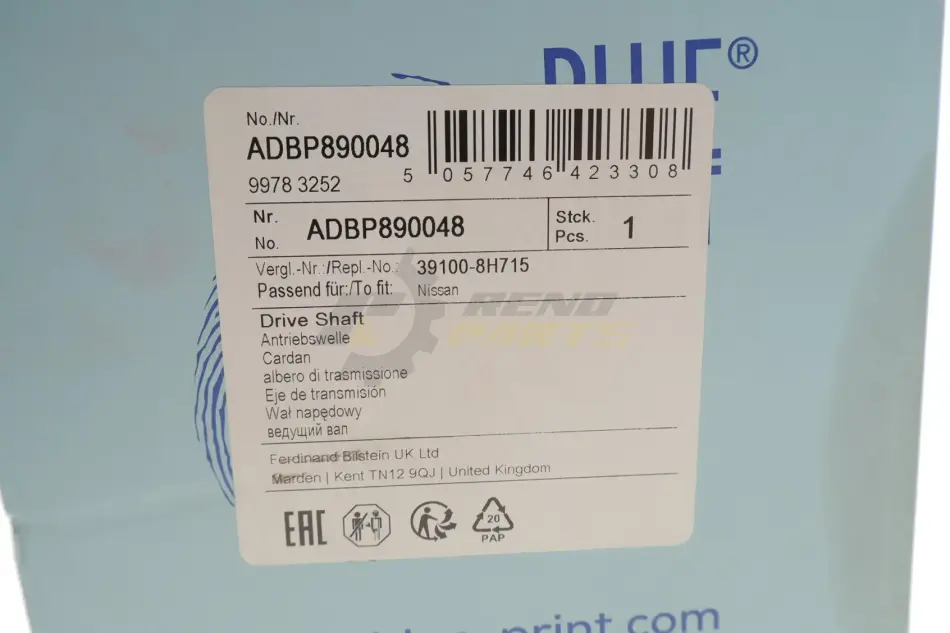 BLUE®
No./Nr.
ADBP890048
9978 3252
5 057746 423308
Nr.
No. ADBP890048
Stck.
Pcs. 1
Vergl.-Nr.:/Repl.-No.: 39100-8H715
Passend für:/To fit: Nissan
REND
PARTS
Drive Shaft
Antriebswelle
Cardan
albero di trasmissione
Eje de transmisión
Wał napędowy
ведущий вал
Ferdinand Bilstein UK Ltd
Marden | Kent TN12 9QJ | United Kingdom
EAC
20
PAP
print.com